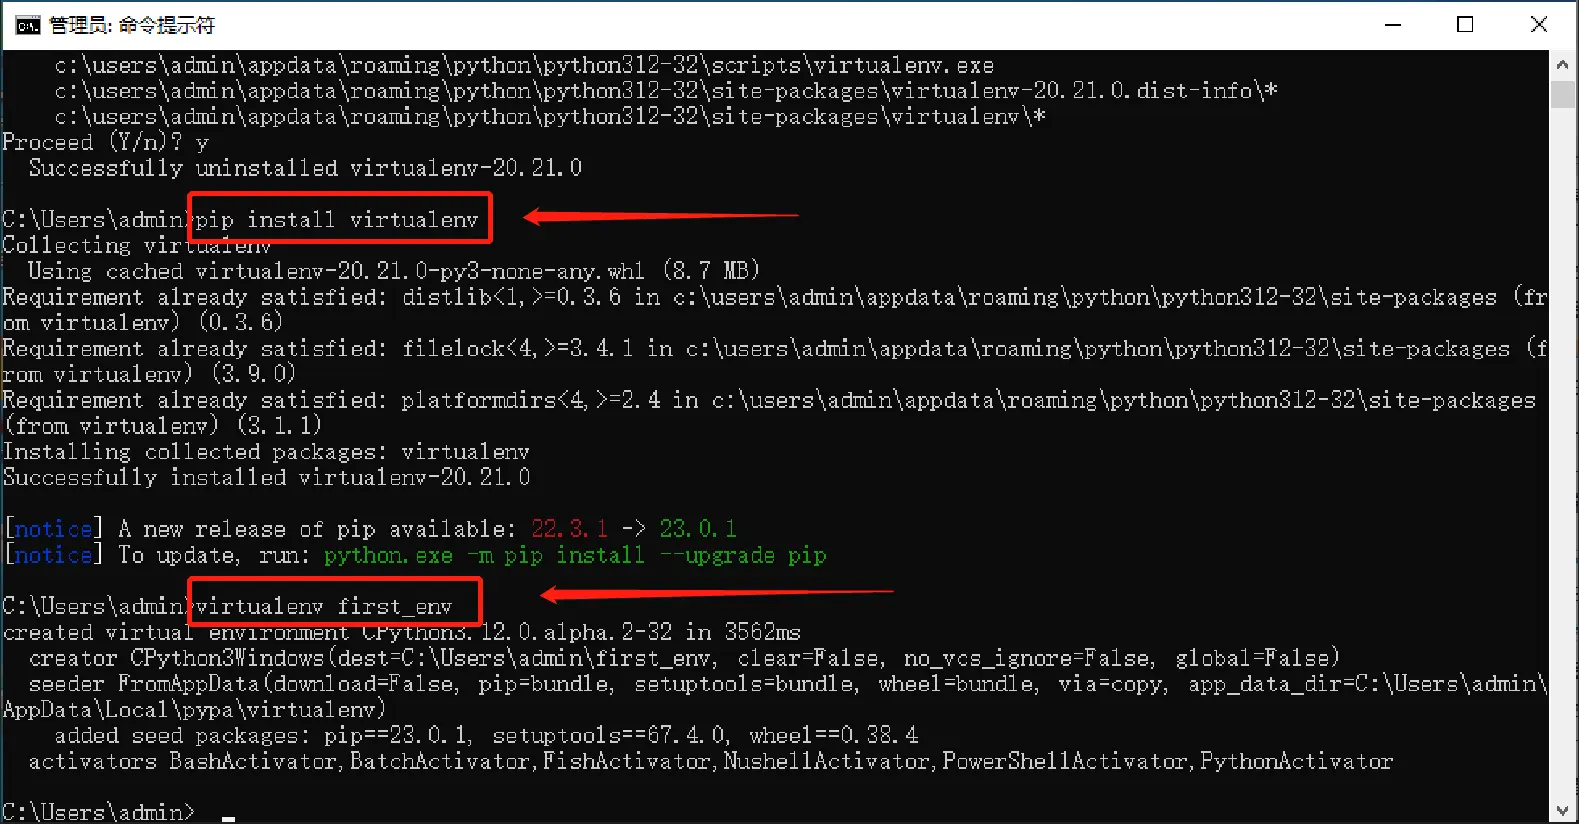 管理员: 命令提示符
c:\users\admin\appdata\roaming\python\python312-32\scripts\virtualenv.exe
c:\users\admin\appdata\roaming\python\python312-32\site-packages\virtualenv-20.21.0.dist-info\*
c:\users\admin\appdata\roaming\python\python312-32\site-packages\virtualenv\*
Proceed (Y/n)? y
Successfully uninstalled virtualenv-20.21.0
C:\Users\admin>pip install virtualenv
Collecting virtualenv
Using cached virtualenv-20.21.0-py3-none-any.whl (8.7 MB)
Requirement already satisfied: distlib<1,>=0.3.6 in c:\users\admin\appdata\roaming\python\python312-32\site-packages (fr
om virtualenv) (0.3.6)
Requirement already satisfied: filelock<4,>=3.4.1 in c:\users\admin\appdata\roaming\python\python312-32\site-packages (f
rom virtualenv) (3.9.0)
Requirement already satisfied: platformdirs<4,>=2.4 in c:\users\admin\appdata\roaming\python\python312-32\site-packages
(from virtualenv) (3.1.1)
Installing collected packages: virtualenv
Successfully installed virtualenv-20.21.0
[notice] A new release of pip available: 22.3.1 -> 23.0.1
[notice] To update, run: python.exe -m pip install --upgrade pip
C:\Users\admin>virtualenv first_env
created virtual environment CPython3.12.0.alpha.2-32 in 3562ms
creator CPython3Windows(dest=C:\Users\admin\first_env, clear=False, no_vcs_ignore=False, global=False)
seeder FromAppData(download=False, pip=bundle, setuptools=bundle, wheel=bundle, via=copy, app_data_dir=C:\Users\admin\
AppData\Local\pypa\virtualenv)
added seed packages: pip==23.0.1, setuptools==67.4.0, wheel==0.38.4
activators BashActivator,BatchActivator,FishActivator,NushellActivator,PowerShellActivator,PythonActivator
C:\Users\admin>